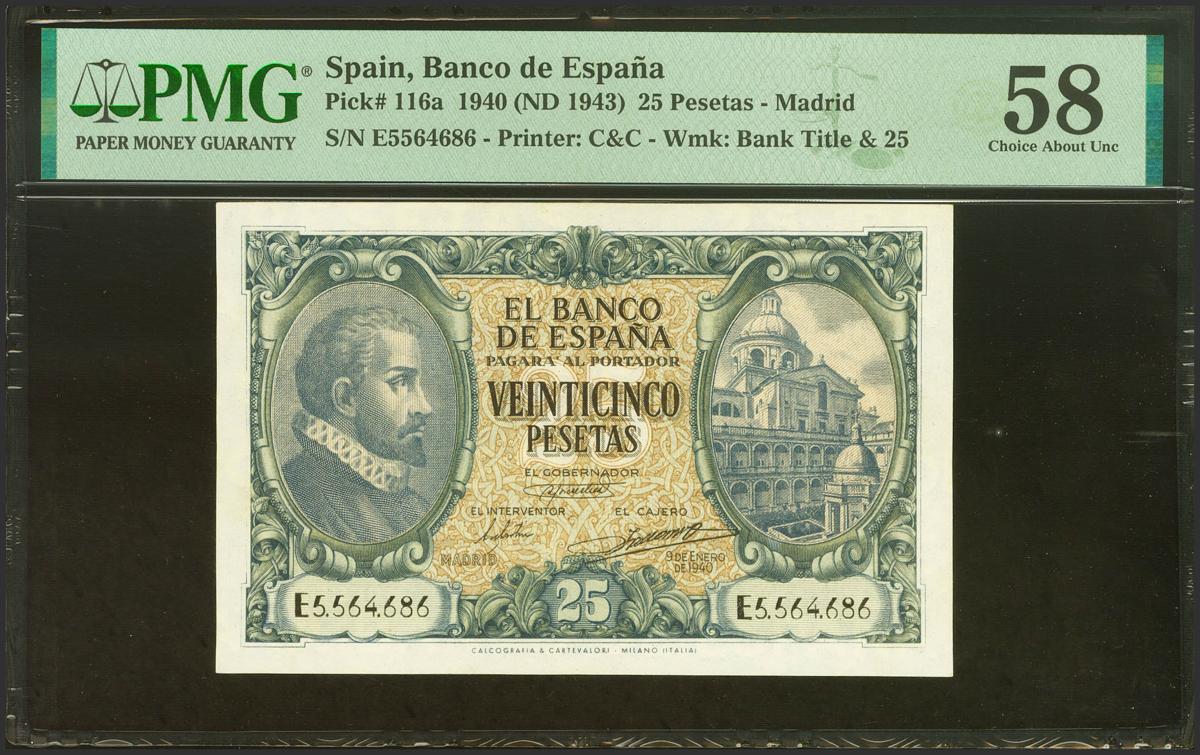 PMG®
PAPER MONEY GUARANTY
Spain, Banco de España
Pick# 116a 1940 (ND 1943) 25 Pesetas - Madrid
S/N E5564686 - Printer: C&C - Wmk: Bank Title & 25
58
Choice About Unc
EL BANCO
DE ESPAÑA
PAGARÁ AL PORTADOR
25
VEINTICINCO
PESETAS
EL GOBERNADOR
EL INTERVENTOR EL CAJERO
MADRID 9 DE ENERO
DE 1940
E5.564.686 25 E5.564.686
CALCOGRAFIA & CARTEVALORI - MILANO (ITALIA)